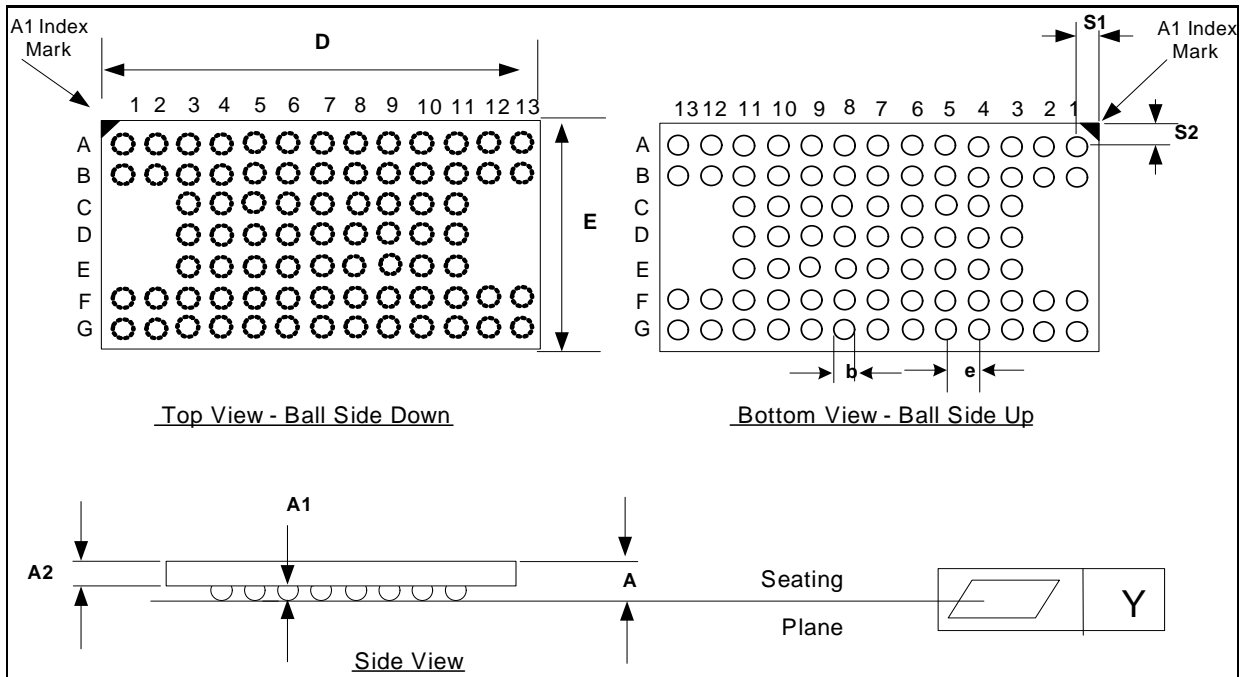 A1 Index
Mark
D
S1
A1 Index
Mark
1 2 3 4 5 6 7 8 9 10 11 12 13
13 12 11 10 9 8 7 6 5 4 3 2 1
S2
A
B
C
D
E
F
G
E
A
B
C
D
E
F
G
b
e
Top View - Ball Side Down
Bottom View - Ball Side Up
A1
A2
A
Seating
Plane
Y
Side View